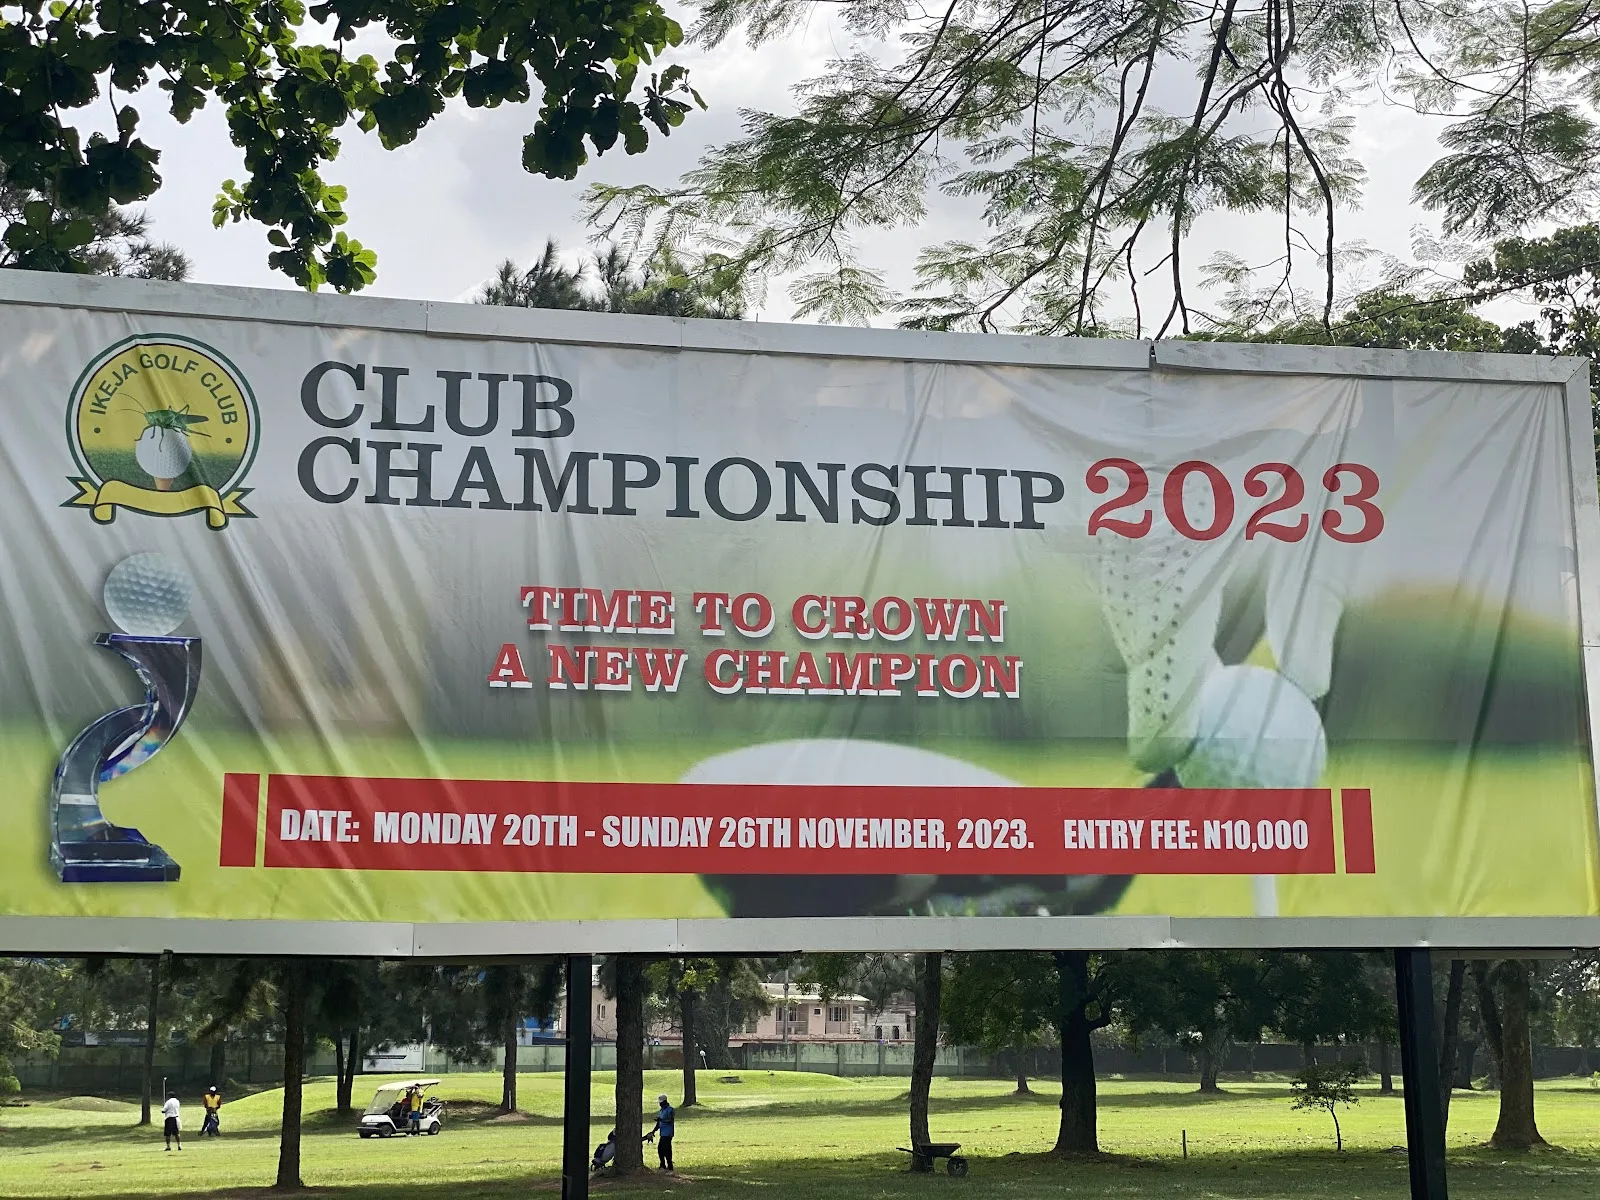 IKEJA GOLF CLUB
CLUB
CHAMPIONSHIP 2023
TIME TO CROWN
A NEW CHAMPION
DATE: MONDAY 20TH - SUNDAY 26TH NOVEMBER, 2023. ENTRY FEE: N10,000